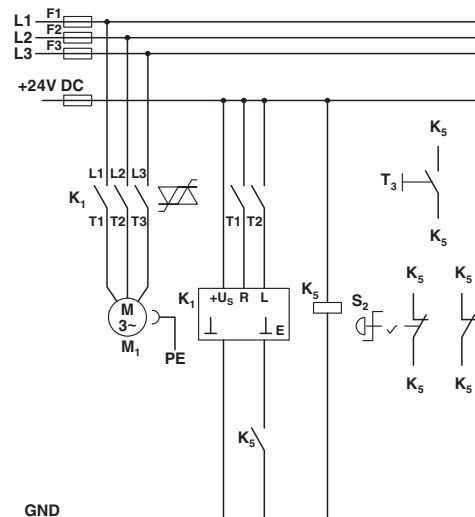 L1 F1
L2 F2
L3 F3
+24V DC
K5
L1 L2 L3
T3
K1
T1 T2 T3 T1 T2
K5
K1 +US R L
K5 S2 K5 K5
M
3~
E
M1
PE
K5 K5
K5
GND